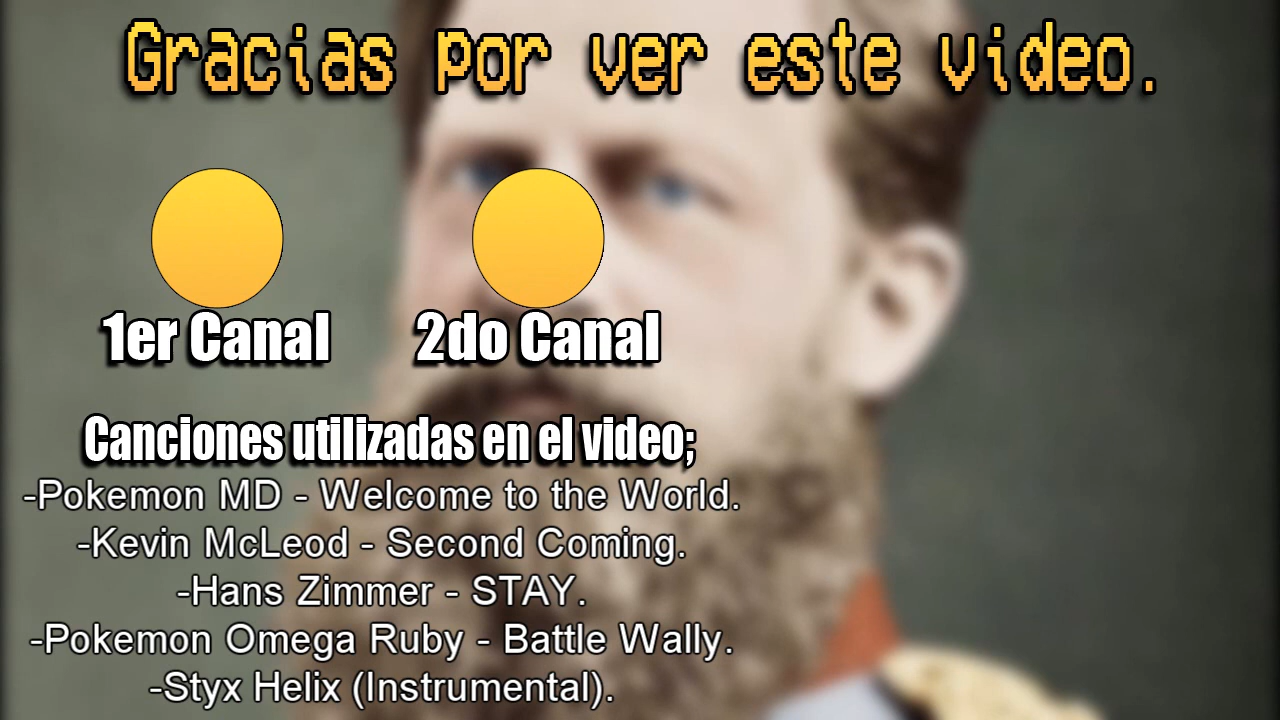 Gracias por ver este video.
1er Canal
2do Canal
Canciones utilizadas en el video;
-Pokemon MD - Welcome to the World.
-Kevin McLeod - Second Coming.
-Hans Zimmer - STAY.
-Pokemon Omega Ruby - Battle Wally.
-Styx Helix (Instrumental).